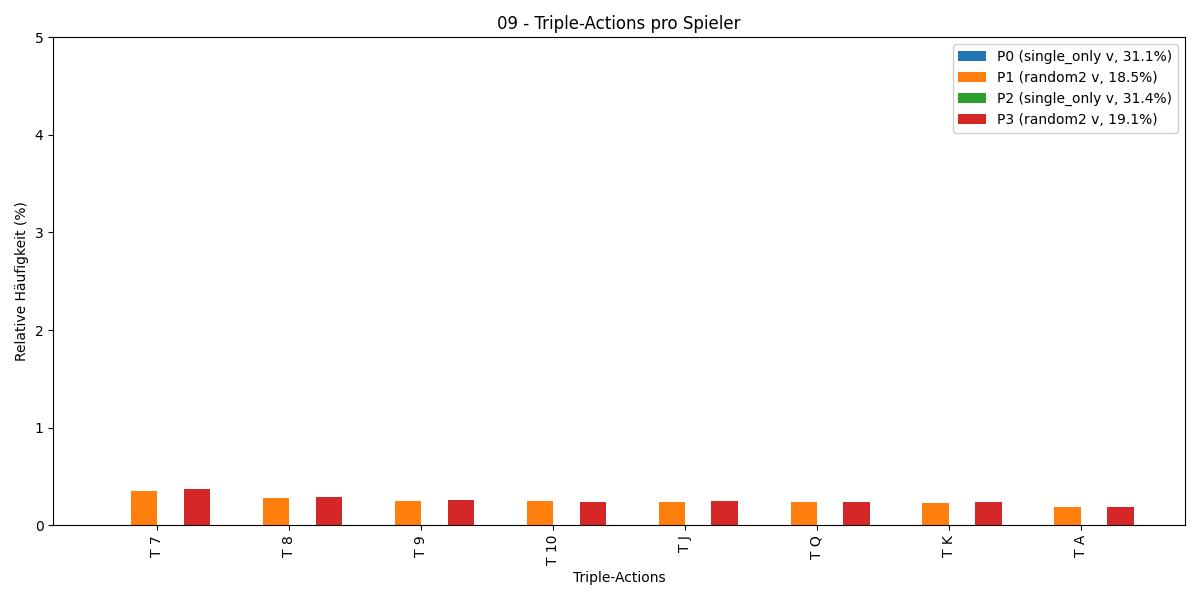 09 - Triple-Actions pro Spieler
P0 (single_only v, 31.1%)
P1 (random2 v, 18.5%)
P2 (single_only v, 31.4%)
P3 (random2 v, 19.1%)
Relative Häufigkeit (%)
5
4
3
2
1
0
T 7
T 8
T 9
T 10
T J
T Q
T K
T A
Triple-Actions